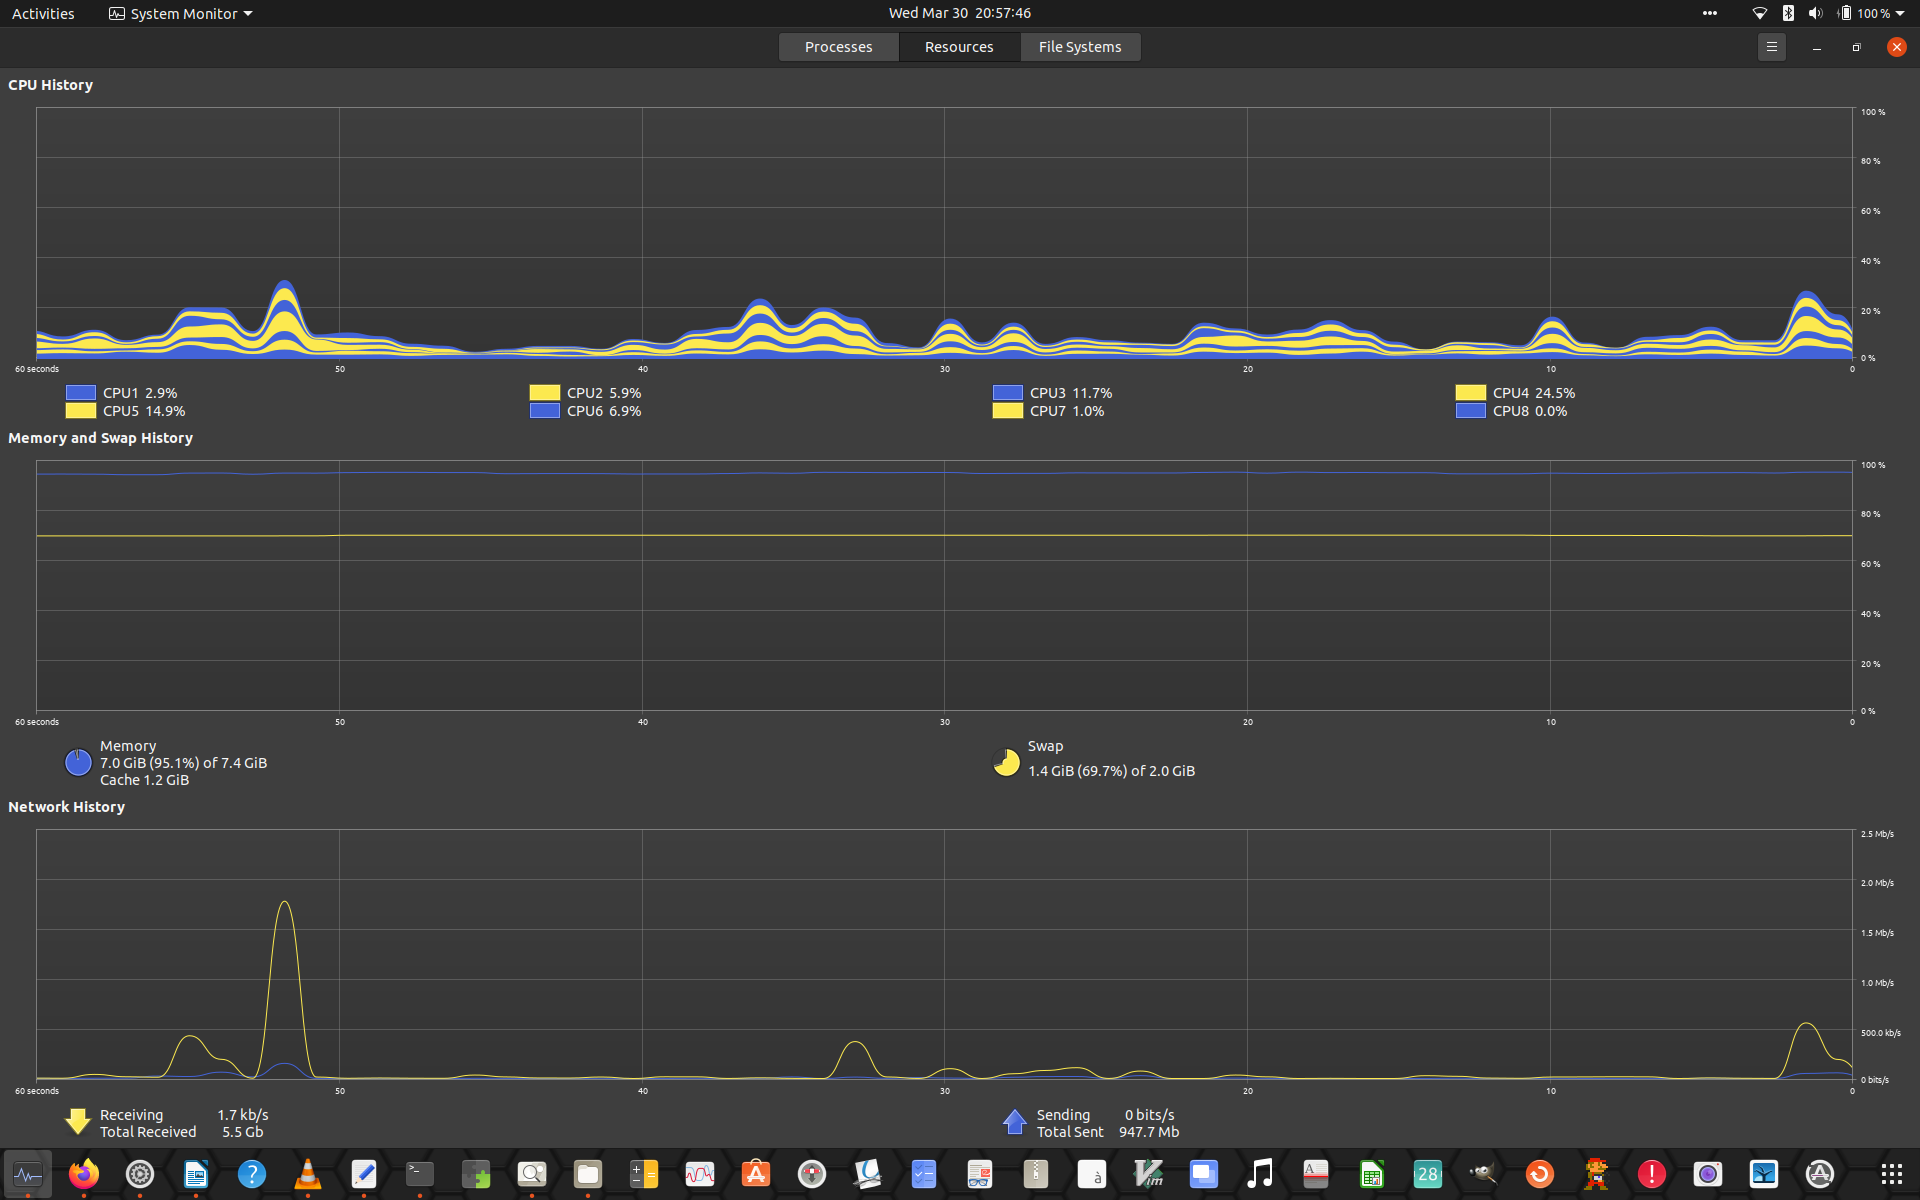 Activities
System Monitor
Wed Mar 30 20:57:46
100 %
Processes
Resources
File Systems
CPU History
100 %
80 %
60 %
40 %
20 %
0 %
60 seconds 50 40 30 20 10 0
CPU1 2.9% CPU2 5.9% CPU3 11.7% CPU4 24.5%
CPU5 14.9% CPU6 6.9% CPU7 1.0% CPU8 0.0%
Memory and Swap History
100 %
80 %
60 %
40 %
20 %
0 %
60 seconds 50 40 30 20 10 0
Memory
7.0 GiB (95.1%) of 7.4 GiB
Cache 1.2 GiB
Swap
1.4 GiB (69.7%) of 2.0 GiB
Network History
2.5 Mb/s
2.0 Mb/s
1.5 Mb/s
1.0 Mb/s
500.0 kb/s
0 bits/s
60 seconds 50 40 30 20 10 0
Receiving 1.7 kb/s
Total Received 5.5 Gb
Sending 0 bits/s
Total Sent 947.7 Mb
?
>_
à
Vim
A
28
!